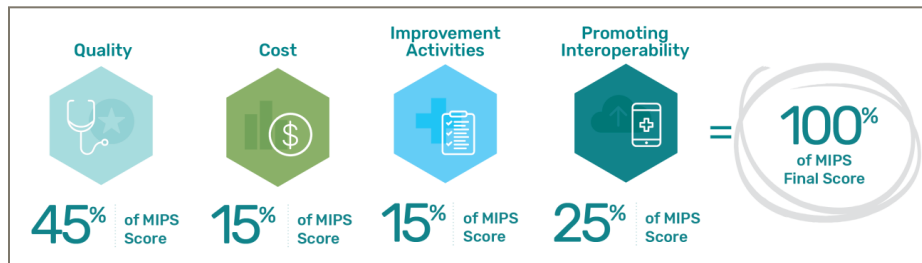 Quality
Cost
Improvement
Activities
Promoting
Interoperability
45% of MIPS
Score
15% of MIPS
Score
15% of MIPS
Score
25% of MIPS
Score
$
=
100%
of MIPS
Final Score